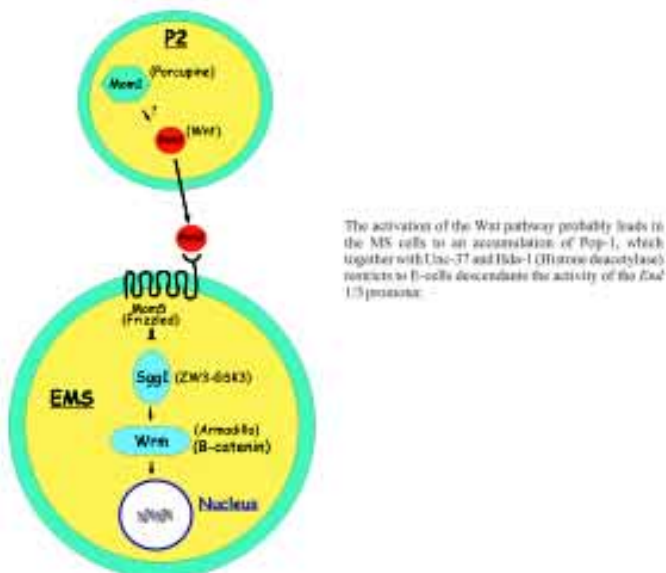 P2
Mom1
(Porcupine)
?
(Wnt)
Mom5
(Frizzled)
Sgg1
(ZW3-GSK3)
EMS
Wrm
(Armadillo)
(B-catenin)
Nucleus
The activation of the Wnt pathway probably leads in
the MS cells to an accumulation of Pop-1, which
together with Unc-37 and Hda-1 (Histone deacetylase)
restricts to E-cells descendants the activity of the End
1/3 promoter.